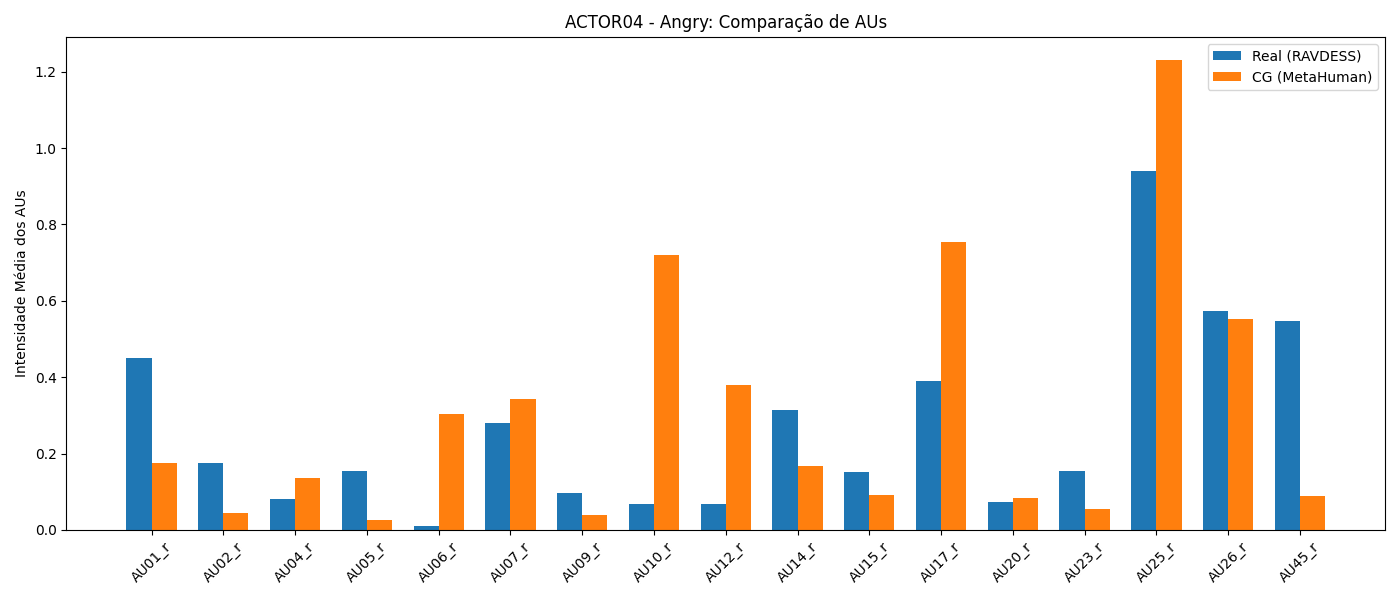 ACTOR04 - Angry: Comparação de AUs
Real (RAVDESS)
CG (MetaHuman)
Intensidade Média dos AUs
1.2
1.0
0.8
0.6
0.4
0.2
0.0
AU01_r
AU02_r
AU04_r
AU05_r
AU06_r
AU07_r
AU09_r
AU10_r
AU12_r
AU14_r
AU15_r
AU17_r
AU20_r
AU23_r
AU25_r
AU26_r
AU45_r